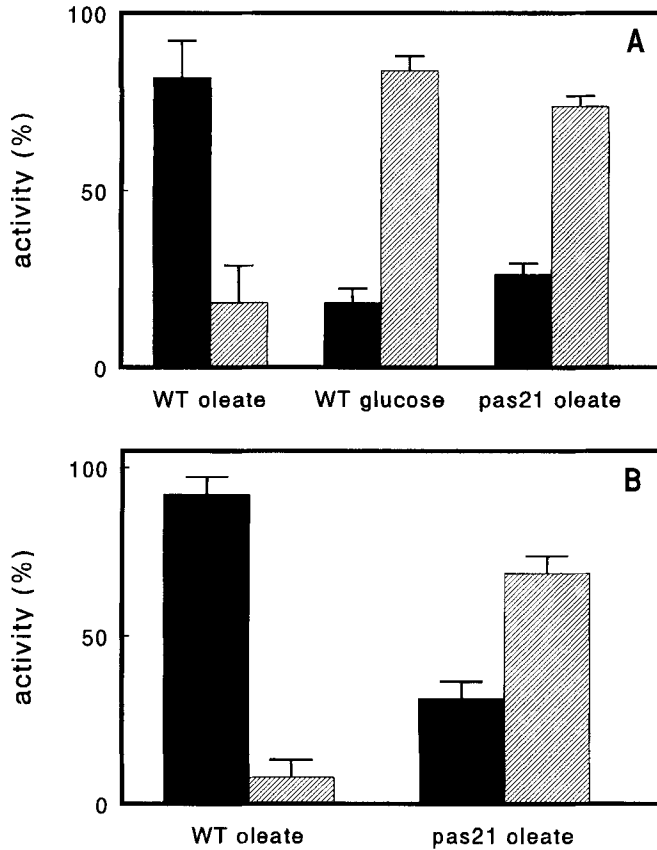 A
100
50
0
activity (%)
WT oleate
WT glucose
pas21 oleate
B
100
50
0
activity (%)
WT oleate
pas21 oleate